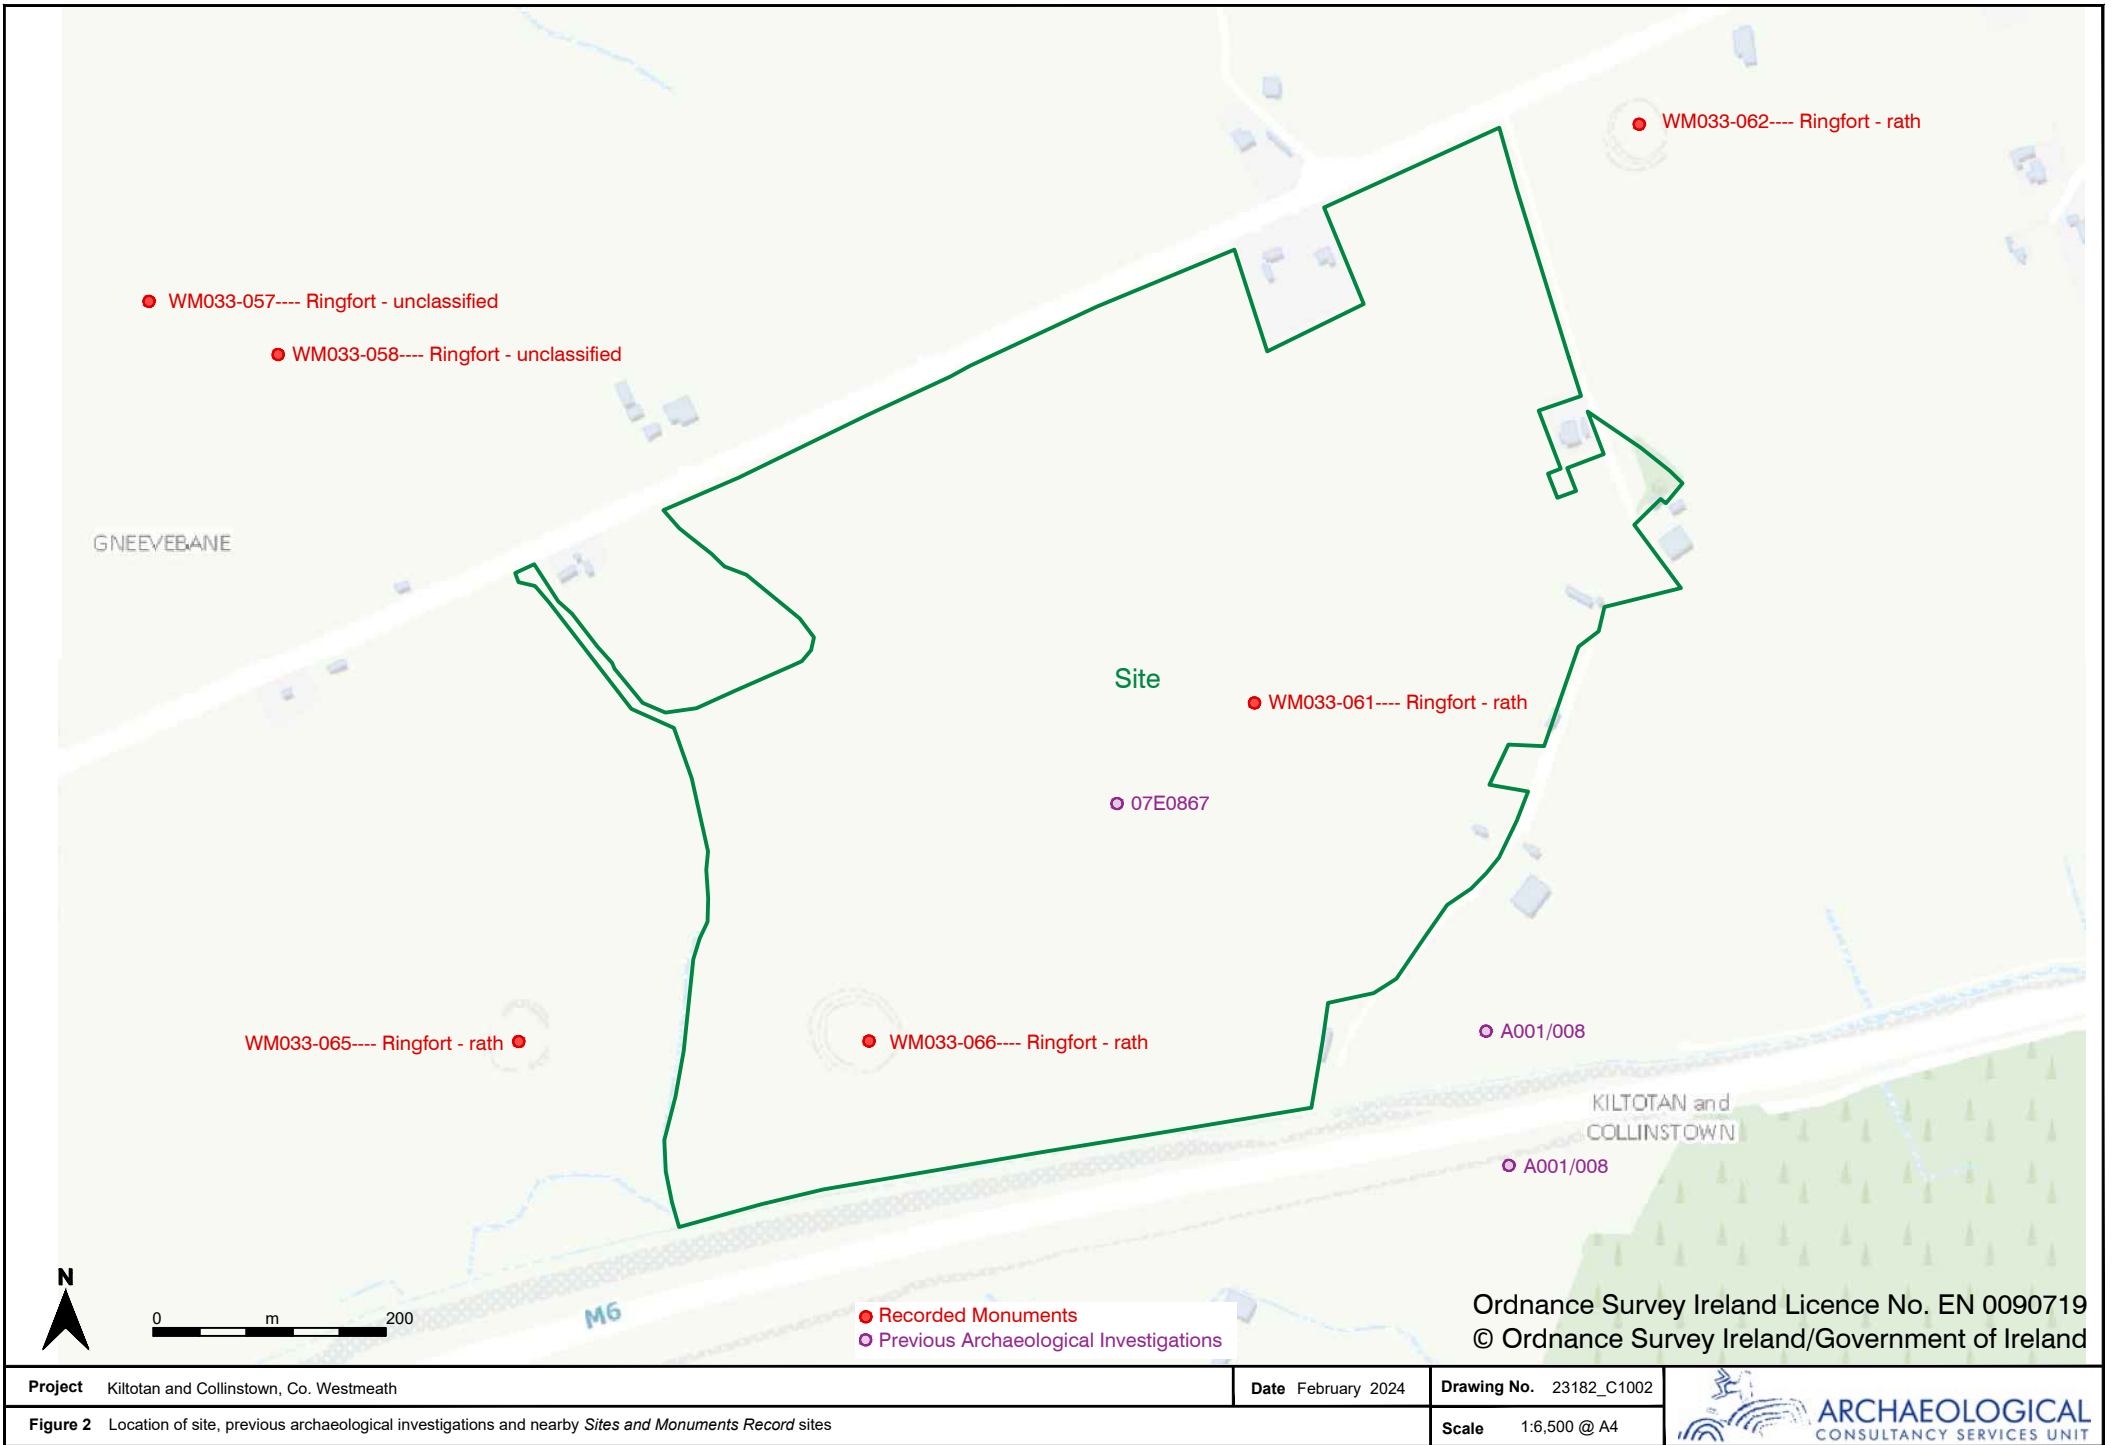 WM033-062---- Ringfort - rath
WM033-057---- Ringfort - unclassified
WM033-058---- Ringfort - unclassified
GNEEVEBANE
Site
WM033-061---- Ringfort - rath
07E0867
WM033-065---- Ringfort - rath
WM033-066---- Ringfort - rath
A001/008
KILTOTAN and
COLLINSTOWN
A001/008
N
0 m 200
M6
Recorded Monuments
Previous Archaeological Investigations
Ordnance Survey Ireland Licence No. EN 0090719
© Ordnance Survey Ireland/Government of Ireland
Project Kiltotan and Collinstown, Co. Westmeath
Date February 2024
Drawing No. 23182_C1002
Figure 2 Location of site, previous archaeological investigations and nearby Sites and Monuments Record sites
Scale 1:6,500 @ A4
ARCHAEOLOGICAL
CONSULTANCY SERVICES UNIT